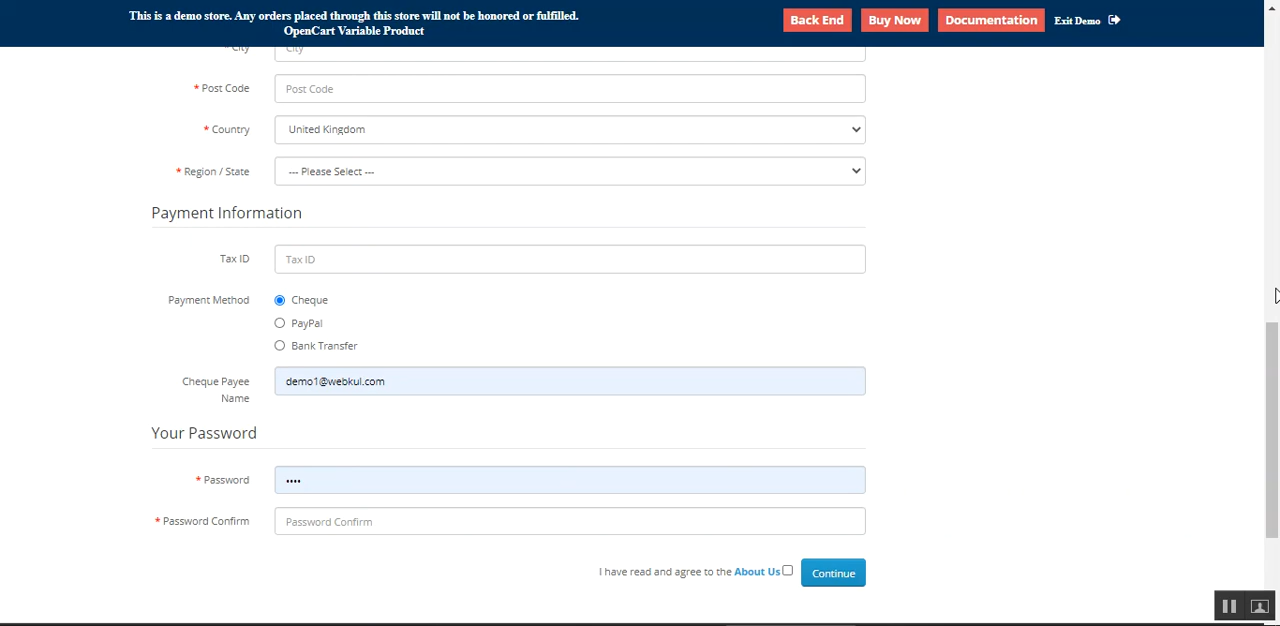 This is a demo store. Any orders placed through this store will not be honored or fulfilled.
OpenCart Variable Product
Back End
Buy Now
Documentation
Exit Demo
* City
City
* Post Code
Post Code
* Country
United Kingdom
* Region / State
--- Please Select ---
Payment Information
Tax ID
Tax ID
Payment Method
Cheque
PayPal
Bank Transfer
Cheque Payee
Name
demo1@webkul.com
Your Password
* Password
••••
* Password Confirm
Password Confirm
I have read and agree to the About Us
Continue